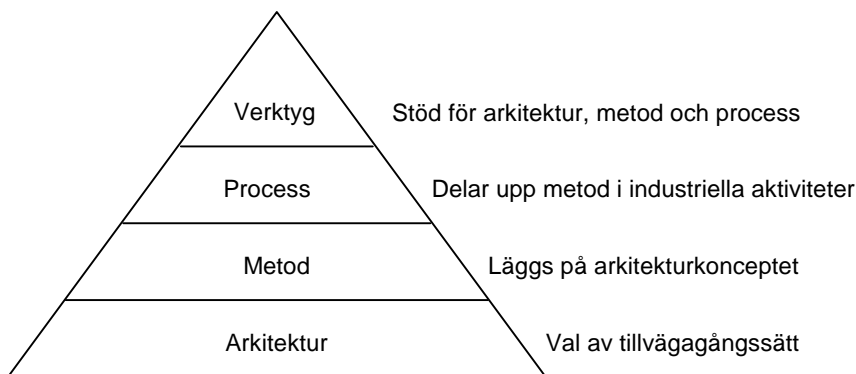 Verktyg Stöd för arkitektur, metod och process
Process Delar upp metod i industriella aktiviteter
Metod Läggs på arkitekturkonceptet
Arkitektur Val av tillvägagångssätt